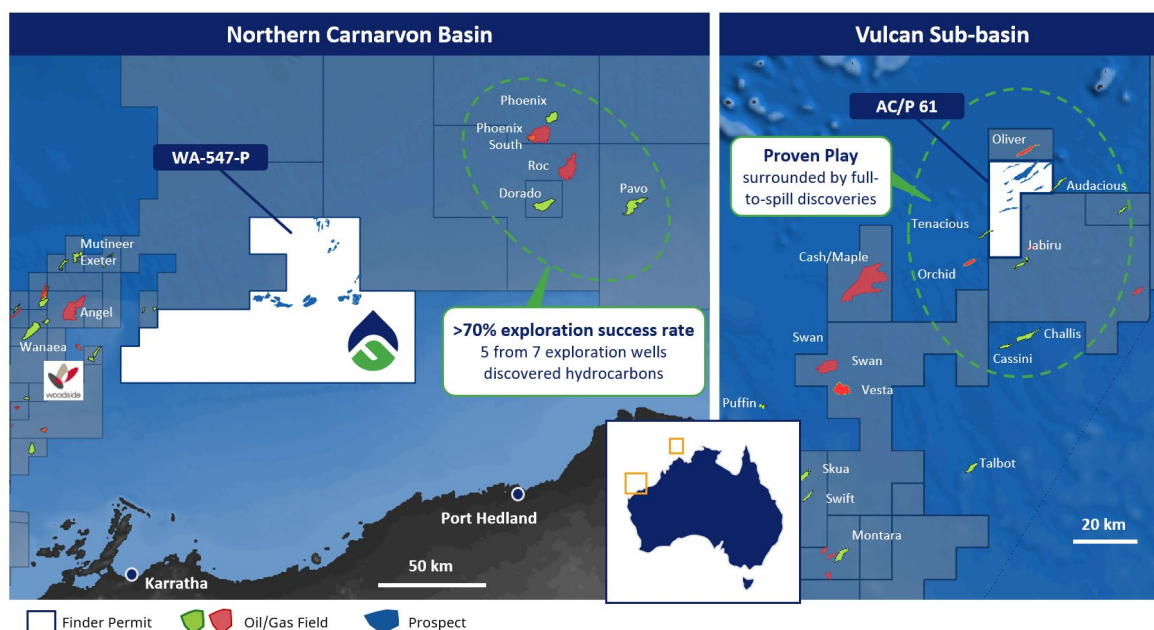 Northern Carnarvon Basin
Phoenix
Phoenix
South
Roc
Dorado
Pavo
WA-547-P
Mutineer
Exeter
Angel
Wanaea
woodside
>70% exploration success rate
5 from 7 exploration wells
discovered hydrocarbons
Port Hedland
Karratha
50 km
Vulcan Sub-basin
AC/P 61
Oliver
Proven Play
surrounded by full-
to-spill discoveries
Audacious
Tenacious
Jabiru
Cash/Maple
Orchid
Swan
Challis
Cassini
Swan
Vesta
Puffin
Skua
Talbot
Swift
Montara
20 km
Finder Permit
Oil/Gas Field
Prospect